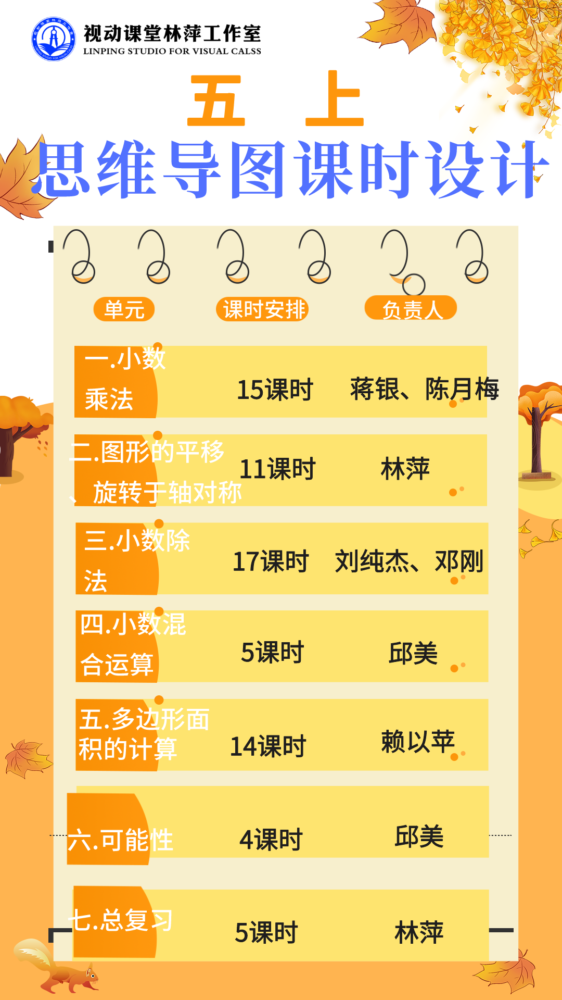 视动课堂林萍工作室
LINPING STUDIO FOR VISUAL CALSS
五 上
思维导图课时设计
单元 课时安排 负责人
一.小数
乘法
15课时 蒋银、陈月梅
二.图形的平移
、旋转于轴对称
11课时 林萍
三.小数除
法
17课时 刘纯杰、邓刚
四.小数混
合运算
5课时 邱美
五.多边形面
积的计算
14课时 赖以苹
六.可能性 4课时 邱美
七.总复习 5课时 林萍